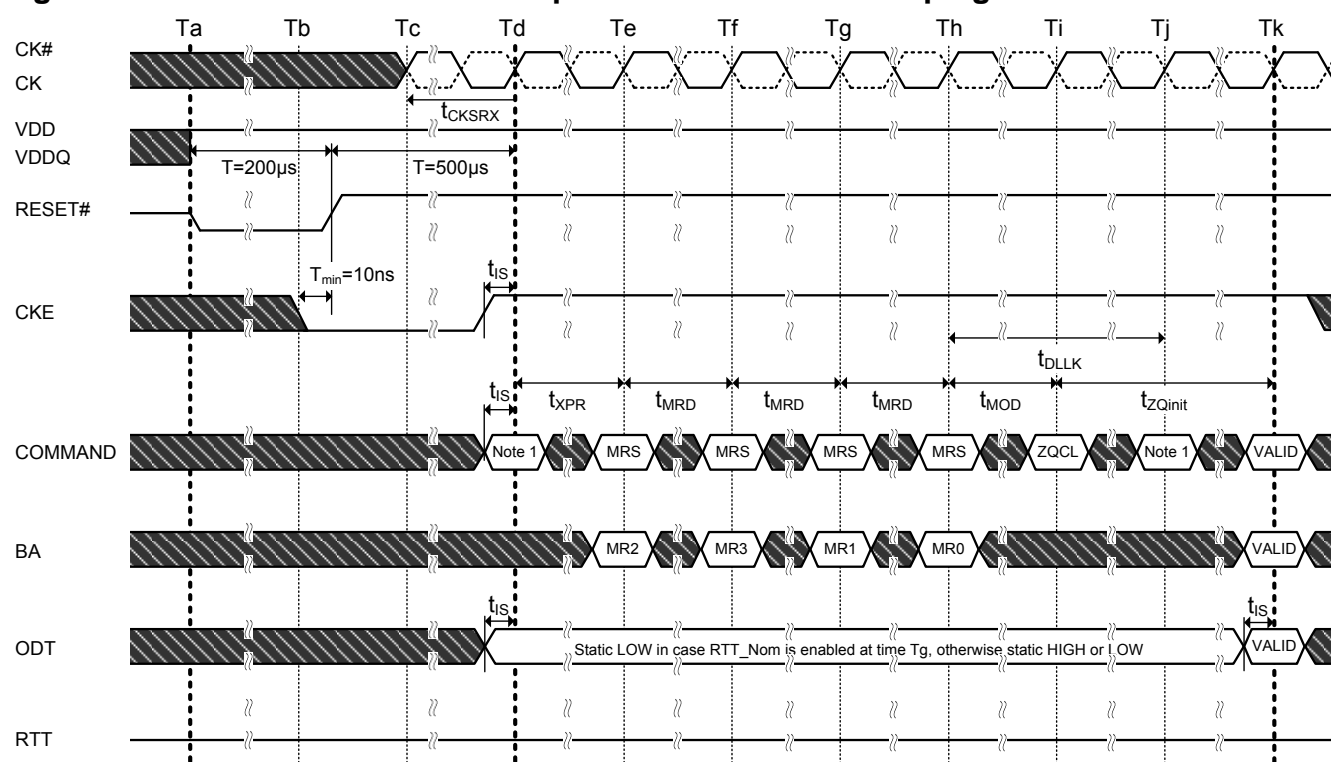 Ta Tb Tc Td Te Tf Tg Th Ti Tj Tk
CK#
CK
tCKSRX
VDD
VDDQ
T=200µs T=500µs
RESET#
Tmin=10ns tIS
CKE
tDLLK
tIS tXPR tMRD tMRD tMRD tMOD tZQinit
COMMAND Note 1 MRS MRS MRS MRS ZQCL Note 1 VALID
BA MR2 MR3 MR1 MR0 VALID
tIS tIS
ODT Static LOW in case RTT_Nom is enabled at time Tg, otherwise static HIGH or LOW VALID
RTT